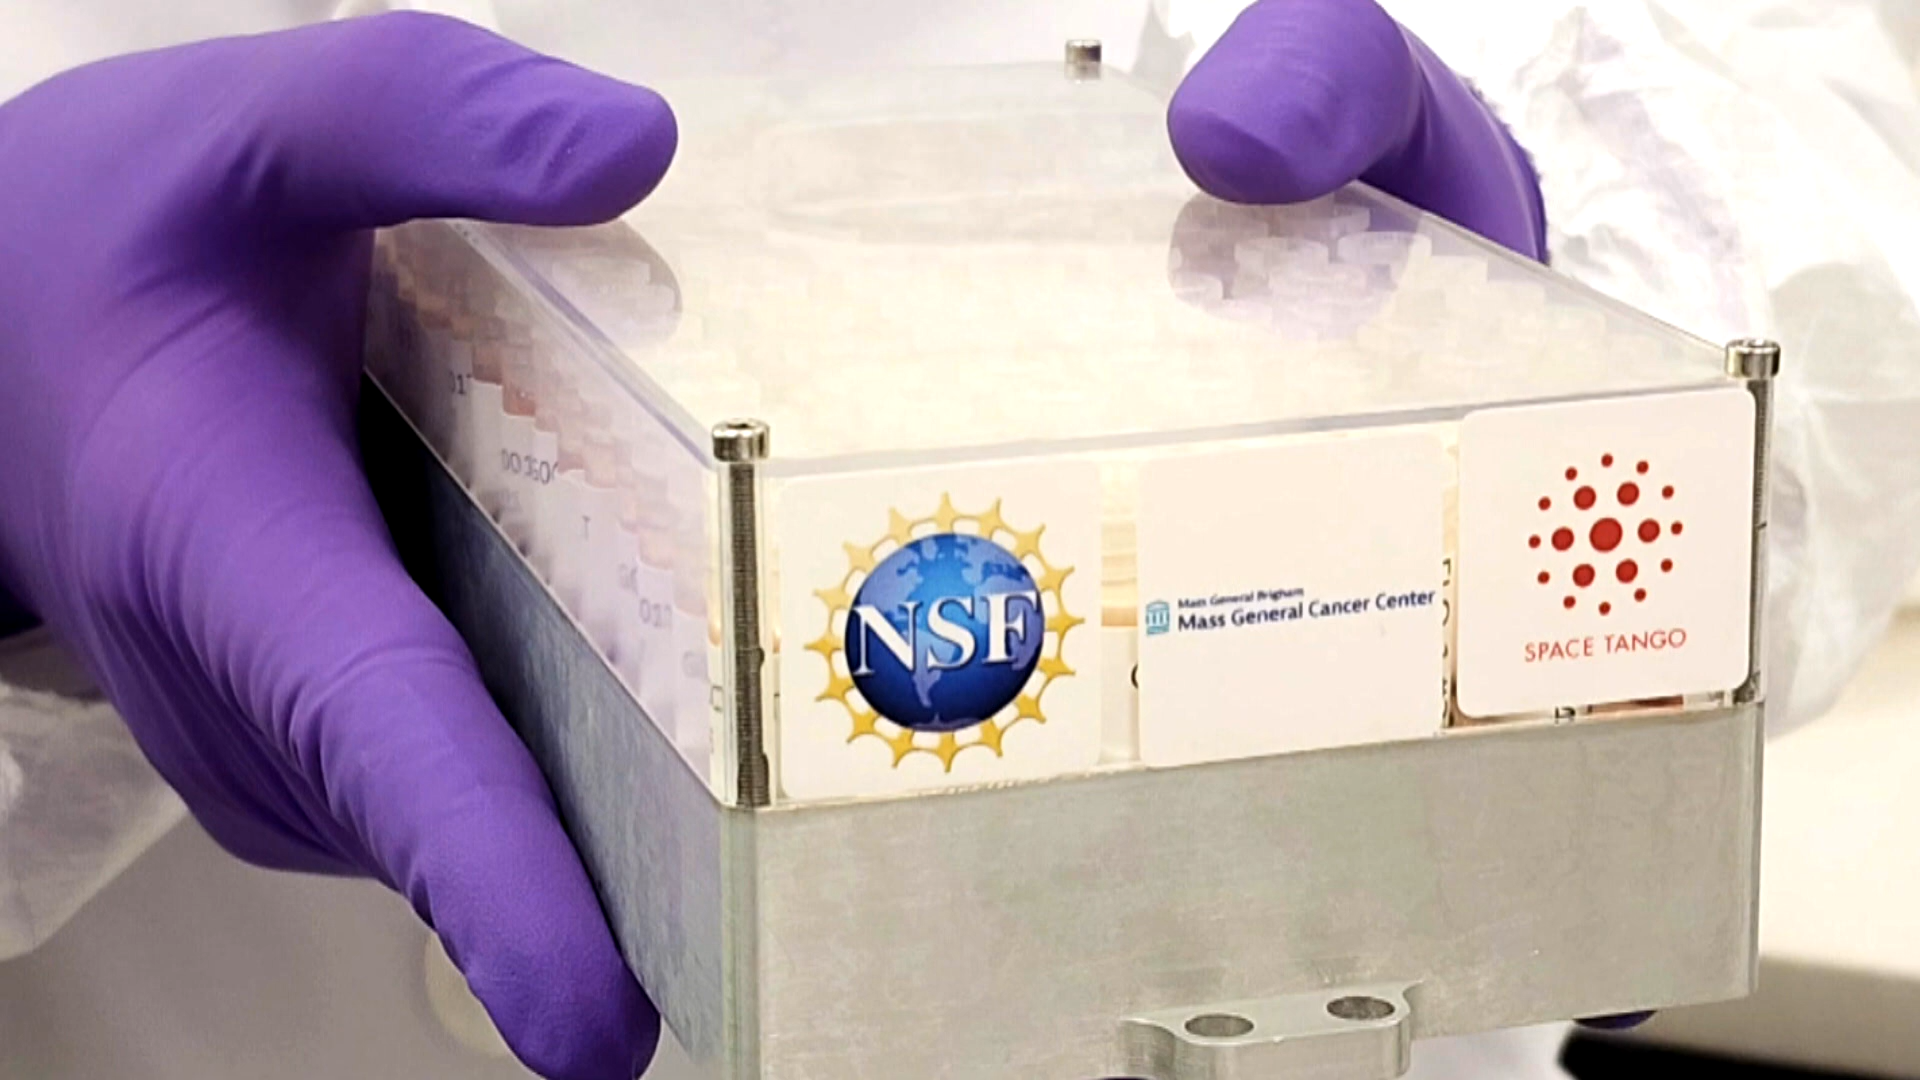 NSF
Mass General Brigham
Mass General Cancer Center
SPACE TANGO